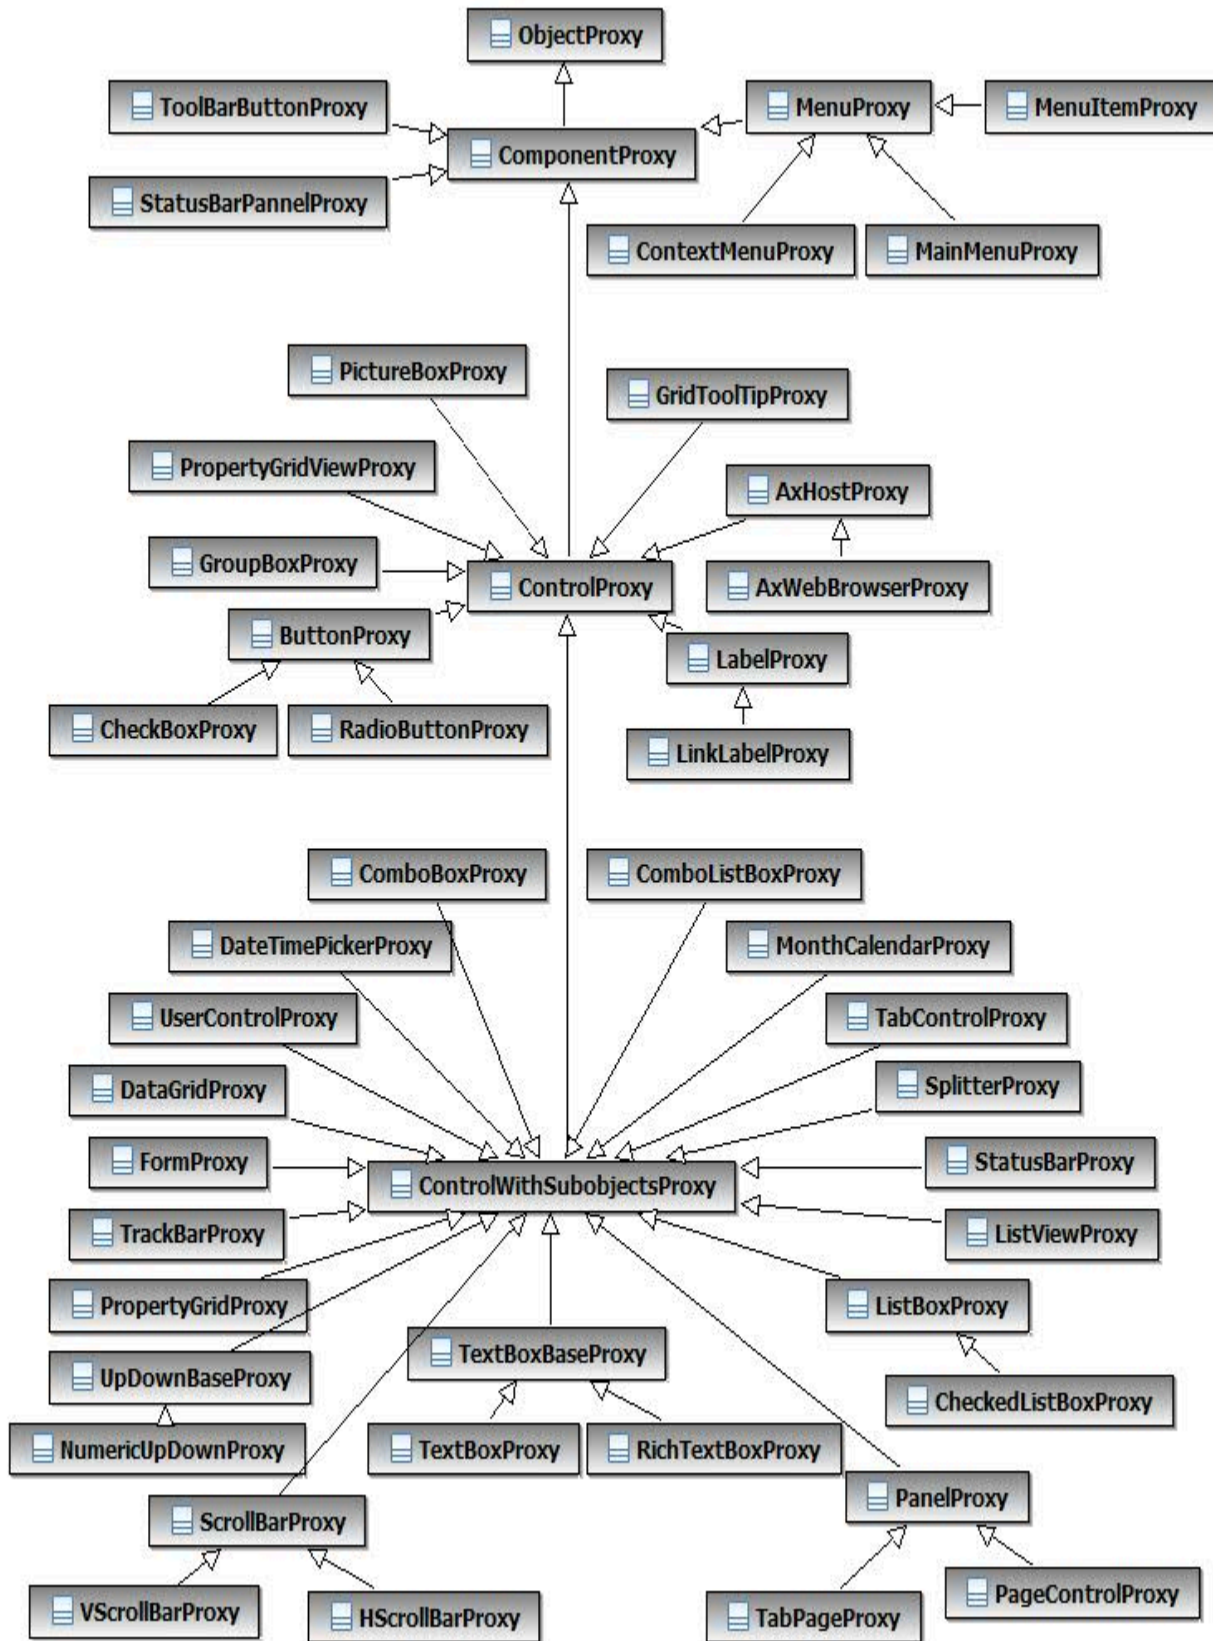 ObjectProxy
ToolBarButtonProxy
MenuProxy
MenuItemProxy
ComponentProxy
StatusBarPannelProxy
ContextMenuProxy
MainMenuProxy
PictureBoxProxy
GridToolTipProxy
PropertyGridViewProxy
AxHostProxy
GroupBoxProxy
ControlProxy
AxWebBrowserProxy
ButtonProxy
LabelProxy
CheckBoxProxy
RadioButtonProxy
LinkLabelProxy
ComboBoxProxy
ComboListBoxProxy
DateTimePickerProxy
MonthCalendarProxy
UserControlProxy
TabControlProxy
DataGridProxy
SplitterProxy
FormProxy
StatusBarProxy
ControlWithSubobjectsProxy
TrackBarProxy
ListViewProxy
PropertyGridProxy
ListBoxProxy
TextBoxBaseProxy
UpDownBaseProxy
CheckedListBoxProxy
NumericUpDownProxy
TextBoxProxy
RichTextBoxProxy
PanelProxy
ScrollBarProxy
PageControlProxy
VScrollBarProxy
HScrollBarProxy
TabPageProxy